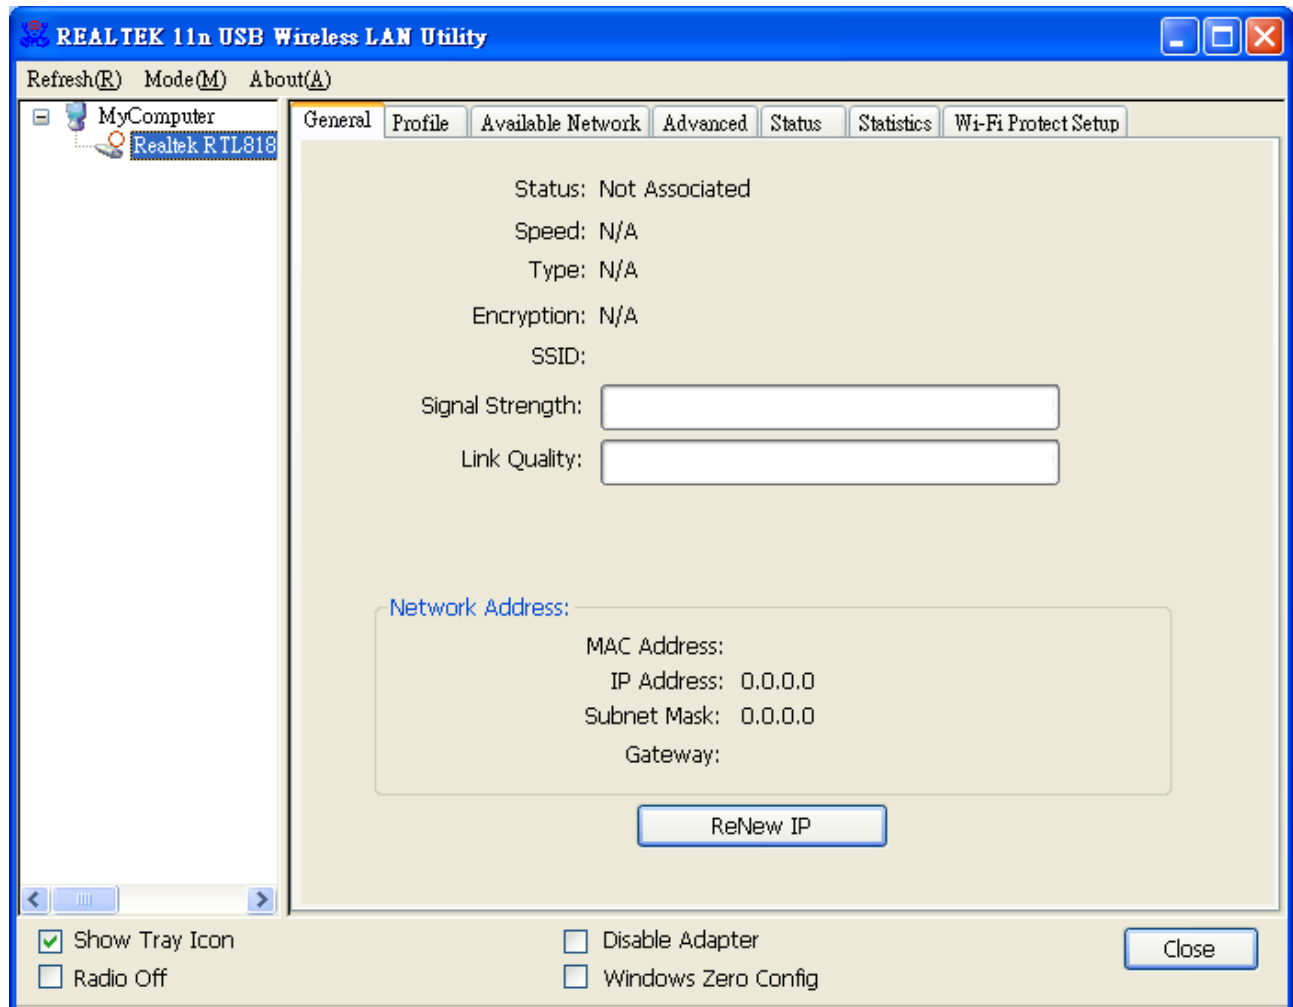 REALTEK 11n USB Wireless LAN Utility
Refresh(R) Mode(M) About(A)
MyComputer
Realtek RTL818
General Profile Available Network Advanced Status Statistics Wi-Fi Protect Setup
Status: Not Associated
Speed: N/A
Type: N/A
Encryption: N/A
SSID:
Signal Strength:
Link Quality:
Network Address:
MAC Address:
IP Address: 0.0.0.0
Subnet Mask: 0.0.0.0
Gateway:
ReNew IP
Show Tray Icon
Radio Off
Disable Adapter
Windows Zero Config
Close